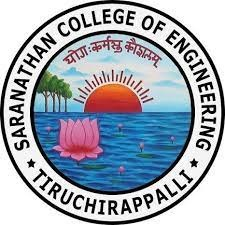 SARANATHAN COLLEGE OF ENGINEERING
योगः कर्मसु कौशलम्
★ TIRUCHIRAPPALLI ★